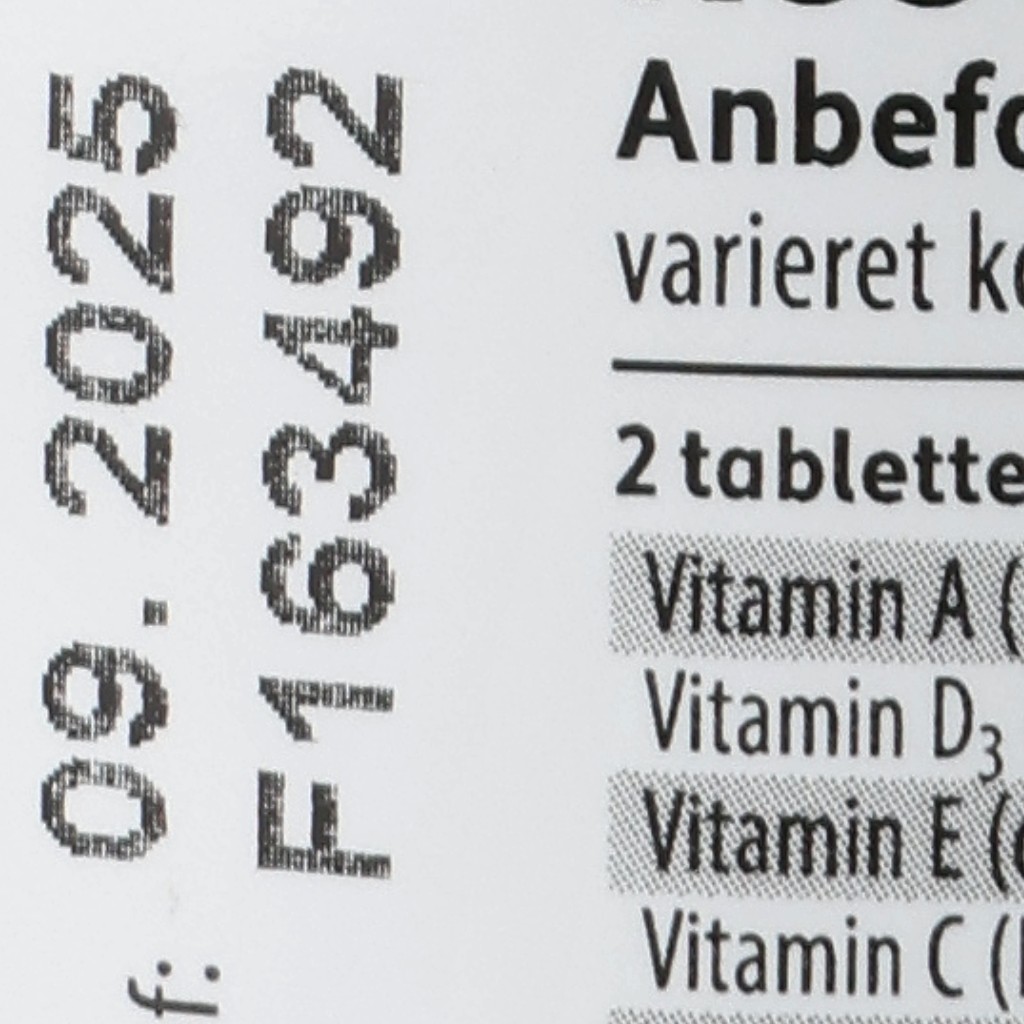 09. 2025
F163492
f:
Anbefo
varieret k
2 tablette
Vitamin A (
Vitamin D₃
Vitamin E (
Vitamin C (